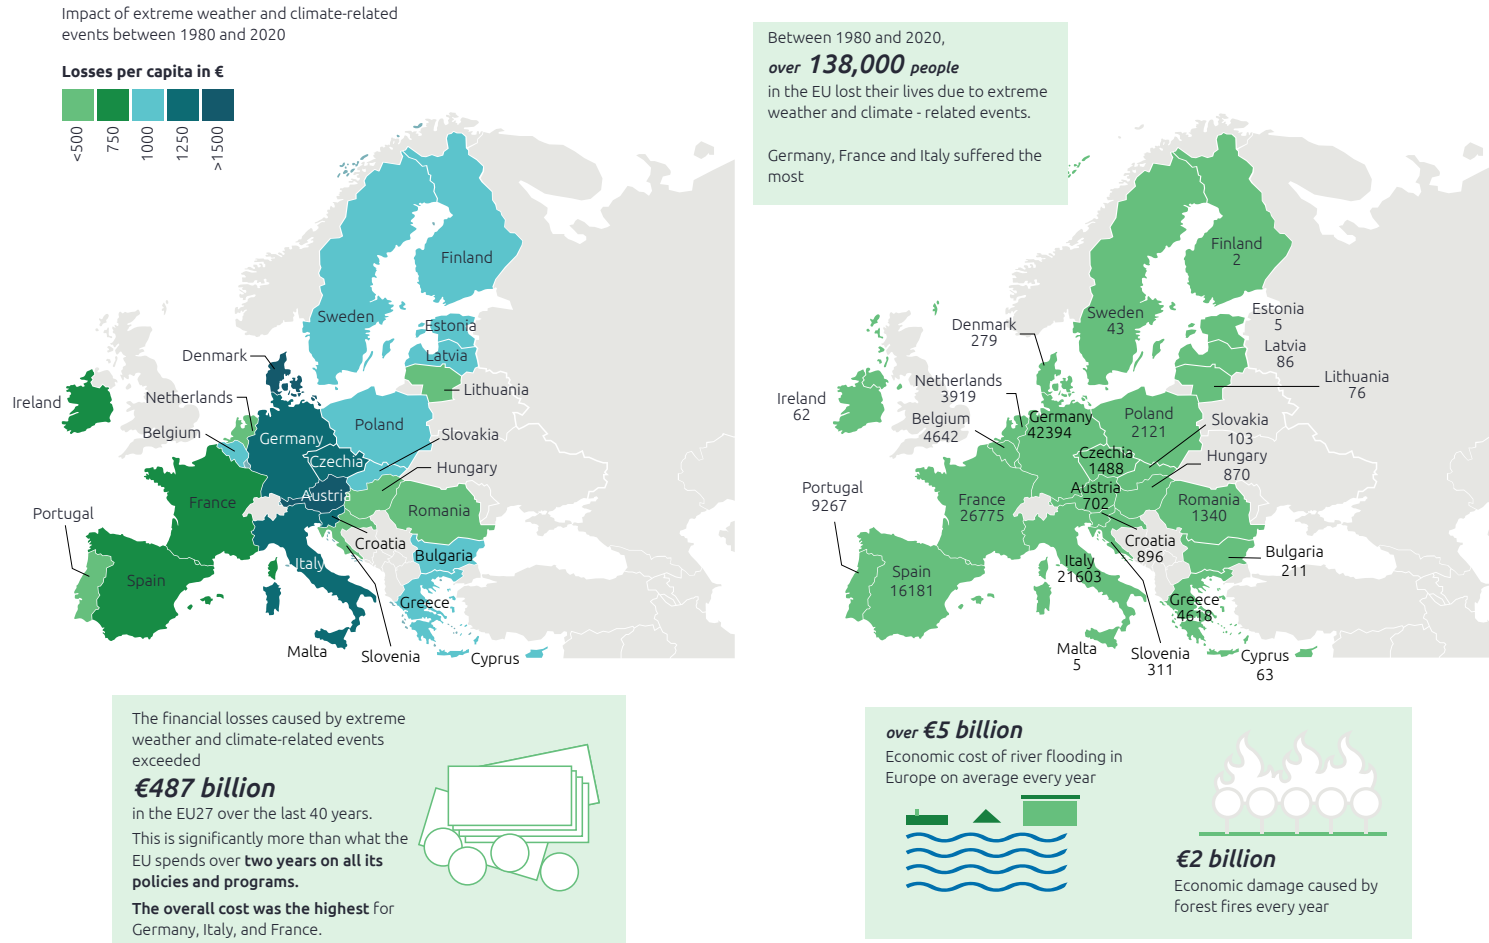 Impact of extreme weather and climate-related
events between 1980 and 2020
Losses per capita in €
<500
750
1000
1250
>1500
Finland
Sweden
Estonia
Latvia
Denmark
Lithuania
Ireland
Netherlands
Belgium
Germany
Poland
Slovakia
Czechia
Hungary
Austria
France
Romania
Portugal
Croatia
Bulgaria
Italy
Spain
Greece
Malta
Slovenia
Cyprus
Between 1980 and 2020,
over 138,000 people
in the EU lost their lives due to extreme
weather and climate - related events.
Germany, France and Italy suffered the
most
Finland
2
Sweden
43
Estonia
5
Denmark
279
Latvia
86
Lithuania
76
Netherlands
3919
Ireland
62
Belgium
4642
Germany
42394
Poland
2121
Slovakia
103
Czechia
1488
Hungary
870
Austria
702
Portugal
9267
France
26775
Romania
1340
Croatia
896
Bulgaria
211
Italy
21603
Spain
16181
Greece
4618
Malta
5
Slovenia
311
Cyprus
63
The financial losses caused by extreme
weather and climate-related events
exceeded
€487 billion
in the EU27 over the last 40 years.
This is significantly more than what the
EU spends over two years on all its
policies and programs.
The overall cost was the highest for
Germany, Italy, and France.
over €5 billion
Economic cost of river flooding in
Europe on average every year
€2 billion
Economic damage caused by
forest fires every year